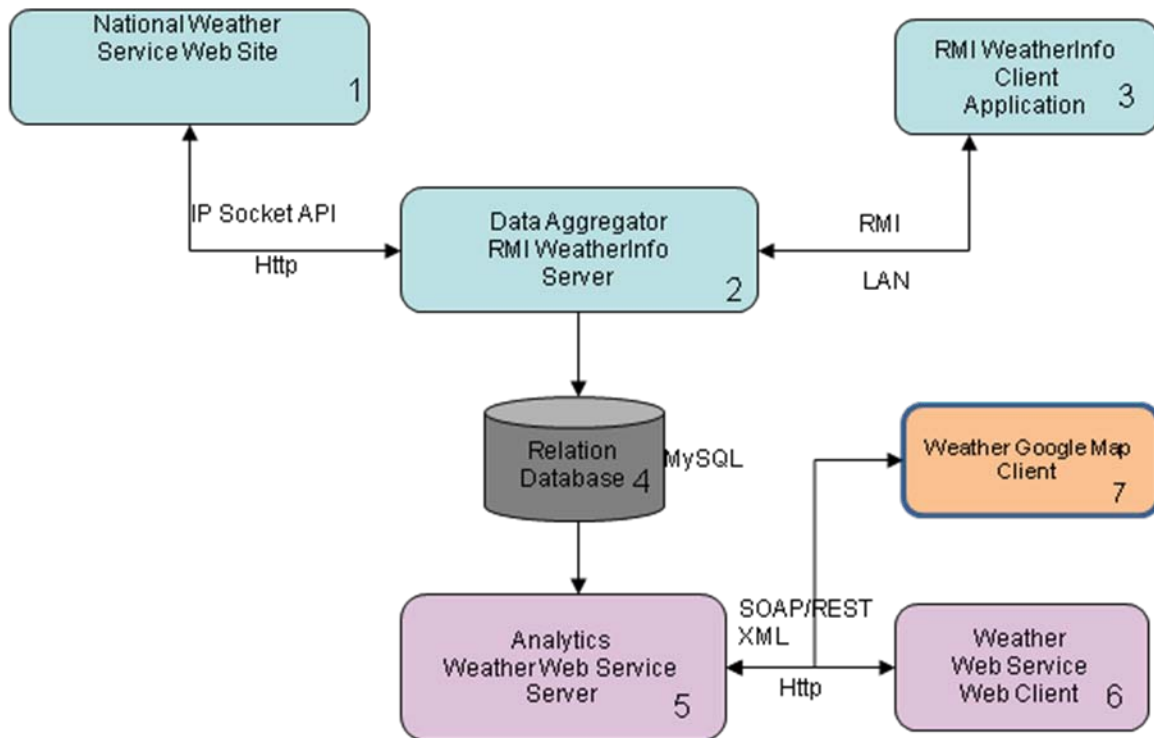 National Weather
Service Web Site
1
RMI WeatherInfo
Client
Application
3
IP Socket API
Http
Data Aggregator
RMI WeatherInfo
Server
2
RMI
LAN
Relation
Database
4
MySQL
Weather Google Map
Client
7
Analytics
Weather Web Service
Server
5
SOAP/REST
XML
Http
Weather
Web Service
Web Client
6